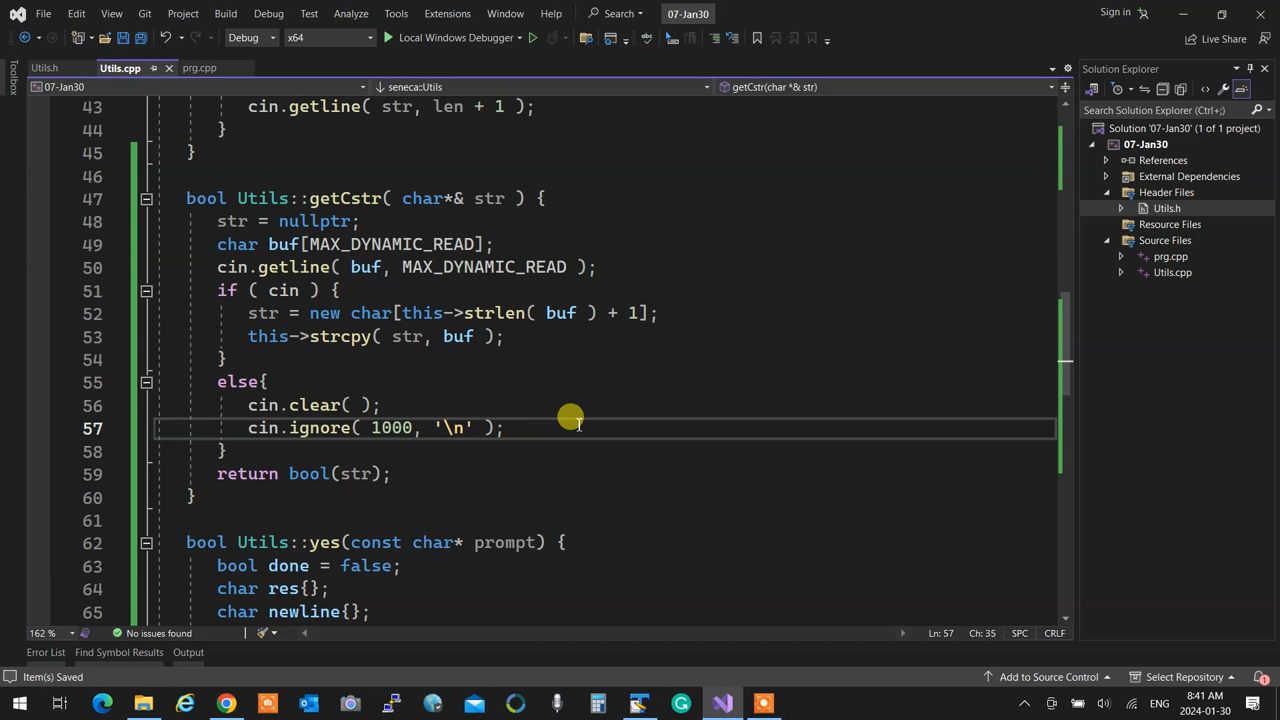 File Edit View Git Project Build Debug Test Analyze Tools Extensions Window Help Search 07-Jan30 Sign in
Debug x64 Local Windows Debugger Live Share
Toolbox
Utils.h Utils.cpp prg.cpp
07-Jan30 seneca::Utils getCstr(char *& str)
43 cin.getline( str, len + 1 );
44 }
45 }
46
47 bool Utils::getCstr( char*& str ) {
48 str = nullptr;
49 char buf[MAX_DYNAMIC_READ];
50 cin.getline( buf, MAX_DYNAMIC_READ );
51 if ( cin ) {
52 str = new char[this->strlen( buf ) + 1];
53 this->strcpy( str, buf );
54 }
55 else{
56 cin.clear( );
57 cin.ignore( 1000, '\n' );
58 }
59 return bool(str);
60 }
61
62 bool Utils::yes(const char* prompt) {
63 bool done = false;
64 char res{};
65 char newline{};
162 % No issues found Ln: 57 Ch: 35 SPC CRLF
Error List Find Symbol Results Output
Solution Explorer
Search Solution Explorer (Ctrl+;)
Solution '07-Jan30' (1 of 1 project)
07-Jan30
References
External Dependencies
Header Files
Utils.h
Resource Files
Source Files
prg.cpp
Utils.cpp
Item(s) Saved Add to Source Control Select Repository 1
ENG 8:41 AM
2024-01-30